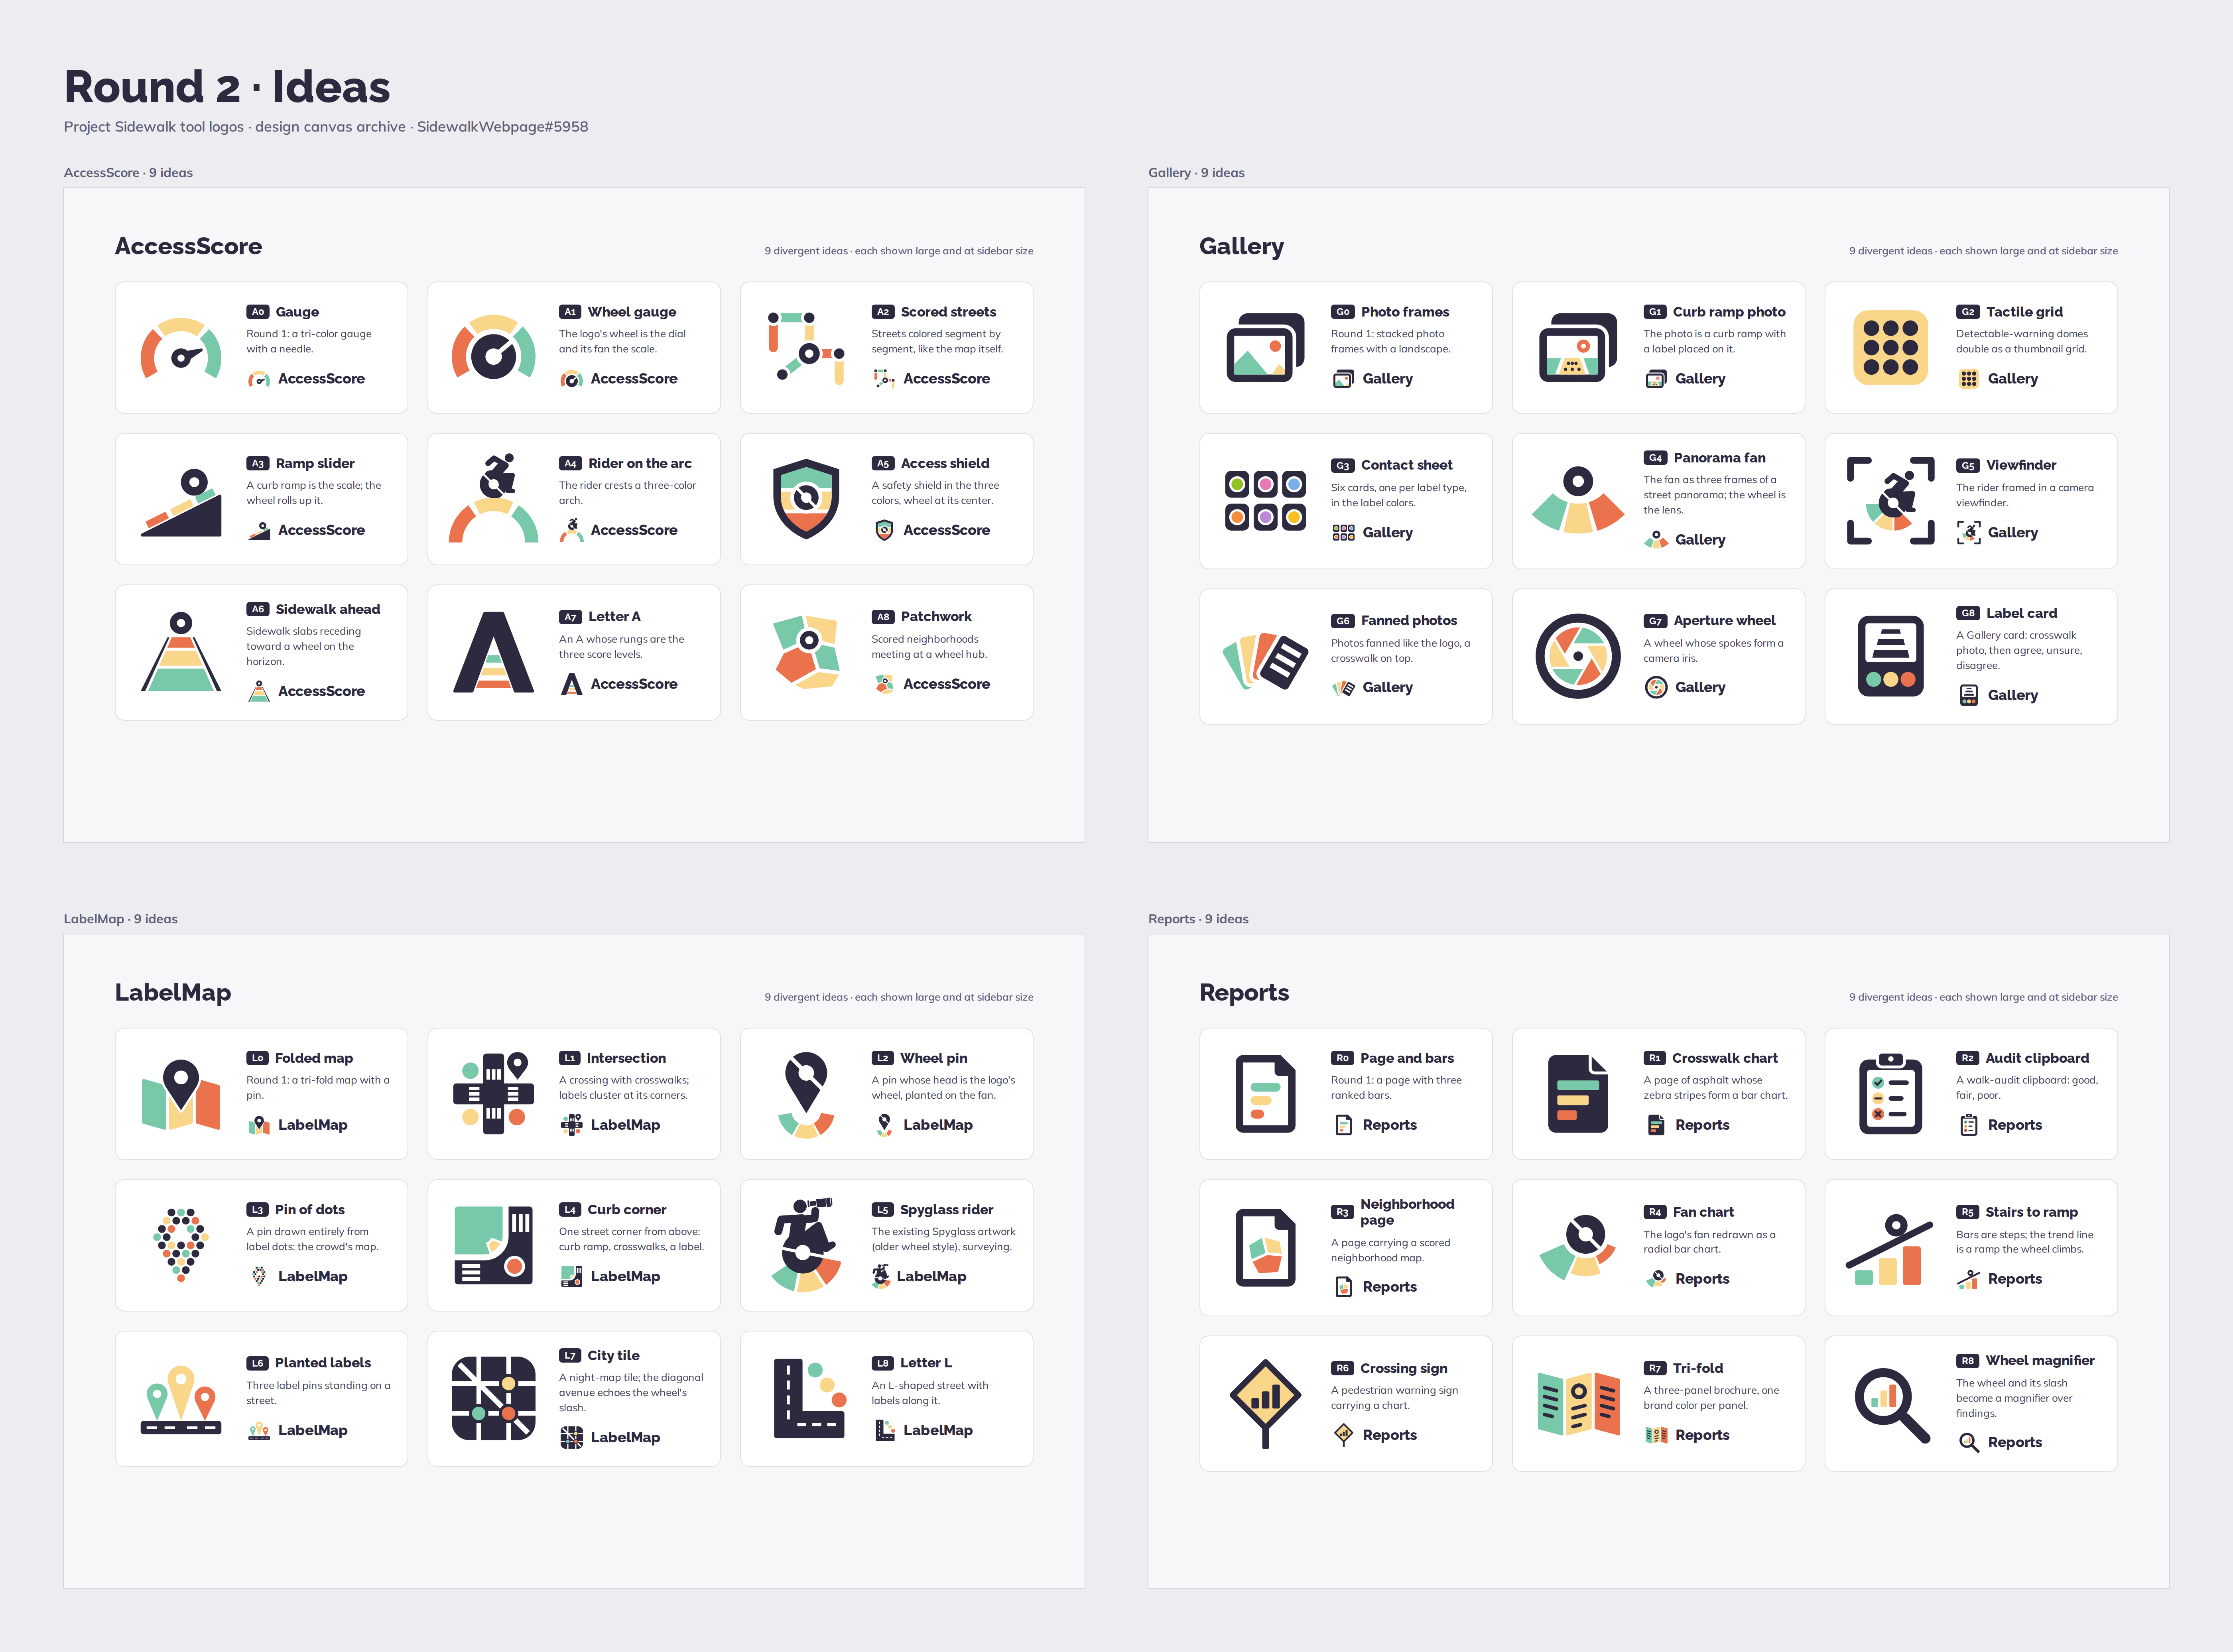 Round 2 · Ideas
Project Sidewalk tool logos · design canvas archive · SidewalkWebpage#5958
AccessScore · 9 ideas
AccessScore
9 divergent ideas · each shown large and at sidebar size
A0 Gauge
Round 1: a tri-color gauge
with a needle.
AccessScore
A1 Wheel gauge
The logo's wheel is the dial
and its fan the scale.
AccessScore
A2 Scored streets
Streets colored segment by
segment, like the map itself.
AccessScore
A3 Ramp slider
A curb ramp is the scale; the
wheel rolls up it.
AccessScore
A4 Rider on the arc
The rider crests a three-color
arch.
AccessScore
A5 Access shield
A safety shield in the three
colors, wheel at its center.
AccessScore
A6 Sidewalk ahead
Sidewalk slabs receding
toward a wheel on the
horizon.
AccessScore
A7 Letter A
An A whose rungs are the
three score levels.
AccessScore
A8 Patchwork
Scored neighborhoods
meeting at a wheel hub.
AccessScore
Gallery · 9 ideas
Gallery
9 divergent ideas · each shown large and at sidebar size
G0 Photo frames
Round 1: stacked photo
frames with a landscape.
Gallery
G1 Curb ramp photo
The photo is a curb ramp with
a label placed on it.
Gallery
G2 Tactile grid
Detectable-warning domes
double as a thumbnail grid.
Gallery
G3 Contact sheet
Six cards, one per label type,
in the label colors.
Gallery
G4 Panorama fan
The fan as three frames of a
street panorama; the wheel is
the lens.
Gallery
G5 Viewfinder
The rider framed in a camera
viewfinder.
Gallery
G6 Fanned photos
Photos fanned like the logo, a
crosswalk on top.
Gallery
G7 Aperture wheel
A wheel whose spokes form a
camera iris.
Gallery
G8 Label card
A Gallery card: crosswalk
photo, then agree, unsure,
disagree.
Gallery
LabelMap · 9 ideas
LabelMap
9 divergent ideas · each shown large and at sidebar size
L0 Folded map
Round 1: a tri-fold map with a
pin.
LabelMap
L1 Intersection
A crossing with crosswalks;
labels cluster at its corners.
LabelMap
L2 Wheel pin
A pin whose head is the logo's
wheel, planted on the fan.
LabelMap
L3 Pin of dots
A pin drawn entirely from
label dots: the crowd's map.
LabelMap
L4 Curb corner
One street corner from above:
curb ramp, crosswalks, a label.
LabelMap
L5 Spyglass rider
The existing Spyglass artwork
(older wheel style), surveying.
LabelMap
L6 Planted labels
Three label pins standing on a
street.
LabelMap
L7 City tile
A night-map tile; the diagonal
avenue echoes the wheel's
slash.
LabelMap
L8 Letter L
An L-shaped street with
labels along it.
LabelMap
Reports · 9 ideas
Reports
9 divergent ideas · each shown large and at sidebar size
R0 Page and bars
Round 1: a page with three
ranked bars.
Reports
R1 Crosswalk chart
A page of asphalt whose
zebra stripes form a bar chart.
Reports
R2 Audit clipboard
A walk-audit clipboard: good,
fair, poor.
Reports
R3 Neighborhood
page
A page carrying a scored
neighborhood map.
Reports
R4 Fan chart
The logo's fan redrawn as a
radial bar chart.
Reports
R5 Stairs to ramp
Bars are steps; the trend line
is a ramp the wheel climbs.
Reports
R6 Crossing sign
A pedestrian warning sign
carrying a chart.
Reports
R7 Tri-fold
A three-panel brochure, one
brand color per panel.
Reports
R8 Wheel magnifier
The wheel and its slash
become a magnifier over
findings.
Reports